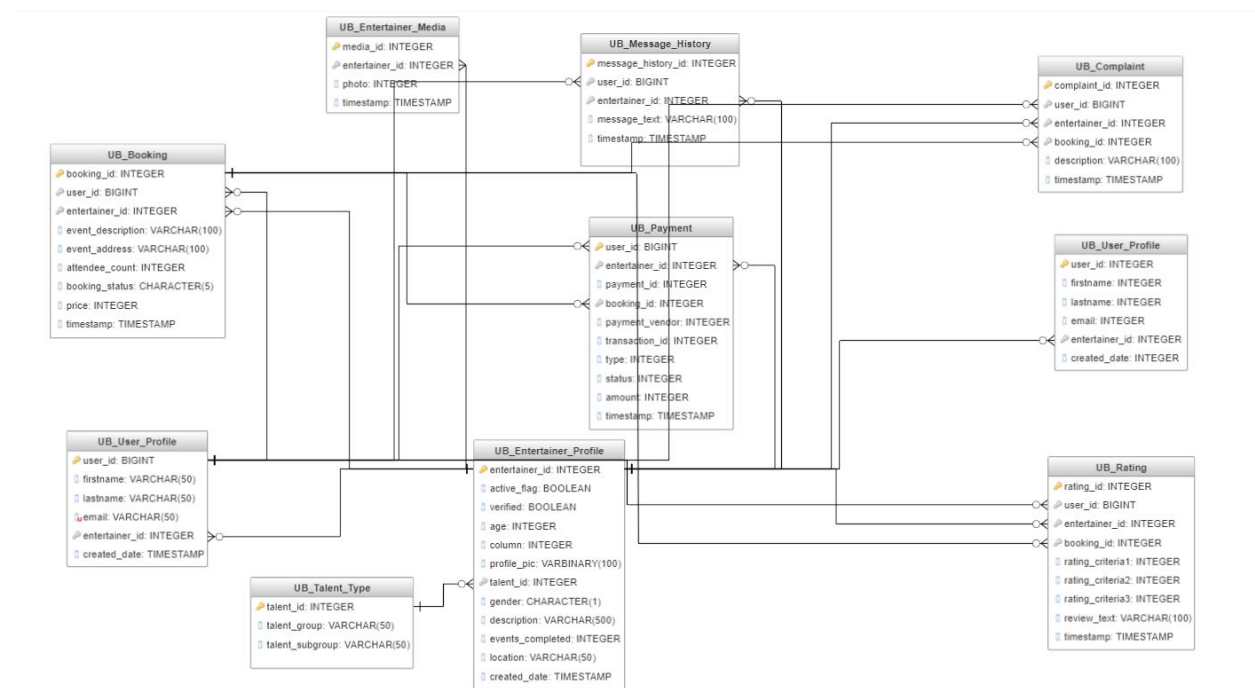 UB_Entertainer_Media
media_id: INTEGER
entertainer_id: INTEGER
photo: INTEGER
timestamp: TIMESTAMP
UB_Message_History
message_history_id: INTEGER
user_id: BIGINT
entertainer_id: INTEGER
message_text: VARCHAR(100)
timestamp: TIMESTAMP
UB_Complaint
complaint_id: INTEGER
user_id: BIGINT
entertainer_id: INTEGER
booking_id: INTEGER
description: VARCHAR(100)
timestamp: TIMESTAMP
UB_Booking
booking_id: INTEGER
user_id: BIGINT
entertainer_id: INTEGER
event_description: VARCHAR(100)
event_address: VARCHAR(100)
attendee_count: INTEGER
booking_status: CHARACTER(5)
price: INTEGER
timestamp: TIMESTAMP
UB_Payment
user_id: BIGINT
entertainer_id: INTEGER
payment_id: INTEGER
booking_id: INTEGER
payment_vendor: INTEGER
transaction_id: INTEGER
type: INTEGER
status: INTEGER
amount: INTEGER
timestamp: TIMESTAMP
UB_User_Profile
user_id: INTEGER
firstname: INTEGER
lastname: INTEGER
email: INTEGER
entertainer_id: INTEGER
created_date: INTEGER
UB_User_Profile
user_id: BIGINT
firstname: VARCHAR(50)
lastname: VARCHAR(50)
email: VARCHAR(50)
entertainer_id: INTEGER
created_date: TIMESTAMP
UB_Entertainer_Profile
entertainer_id: INTEGER
active_flag: BOOLEAN
verified: BOOLEAN
age: INTEGER
column: INTEGER
profile_pic: VARBINARY(100)
talent_id: INTEGER
gender: CHARACTER(1)
description: VARCHAR(500)
events_completed: INTEGER
location: VARCHAR(50)
created_date: TIMESTAMP
UB_Rating
rating_id: INTEGER
user_id: BIGINT
entertainer_id: INTEGER
booking_id: INTEGER
rating_criteria1: INTEGER
rating_criteria2: INTEGER
rating_criteria3: INTEGER
review_text: VARCHAR(100)
timestamp: TIMESTAMP
UB_Talent_Type
talent_id: INTEGER
talent_group: VARCHAR(50)
talent_subgroup: VARCHAR(50)